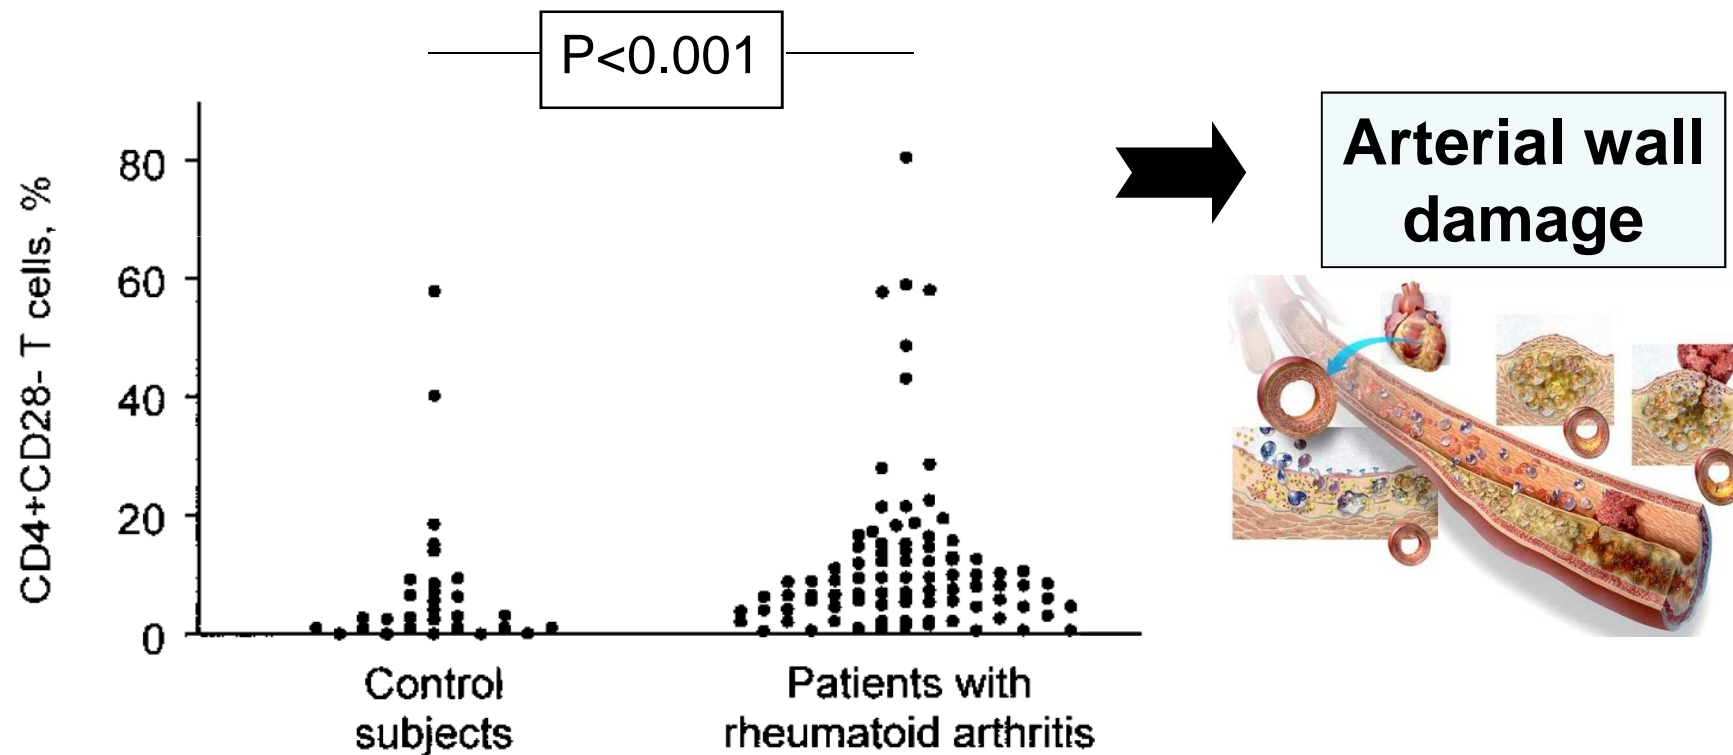 P<0.001
CD4+CD28- T cells, %
80
60
40
20
0
Control
subjects
Patients with
rheumatoid arthritis
Arterial wall
damage